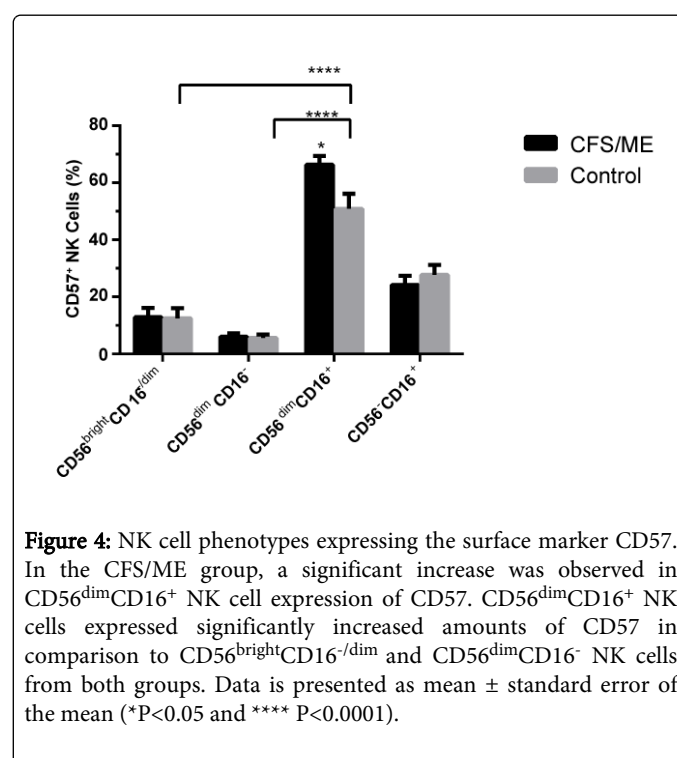 ****
****
*
80
60
40
20
0
CD57⁺ NK Cells (%)
CFS/ME
Control
CD56ᵇʳⁱᵍʰᵗCD16⁻/ᵈⁱᵐ
CD56ᵈⁱᵐCD16⁻
CD56ᵈⁱᵐCD16⁺
CD56⁻CD16⁺
Figure 4: NK cell phenotypes expressing the surface marker CD57.
In the CFS/ME group, a significant increase was observed in
CD56ᵈⁱᵐCD16⁺ NK cell expression of CD57. CD56ᵈⁱᵐCD16⁺ NK
cells expressed significantly increased amounts of CD57 in
comparison to CD56ᵇʳⁱᵍʰᵗCD16⁻/ᵈⁱᵐ and CD56ᵈⁱᵐCD16⁻ NK cells
from both groups. Data is presented as mean ± standard error of
the mean (*P<0.05 and **** P<0.0001).